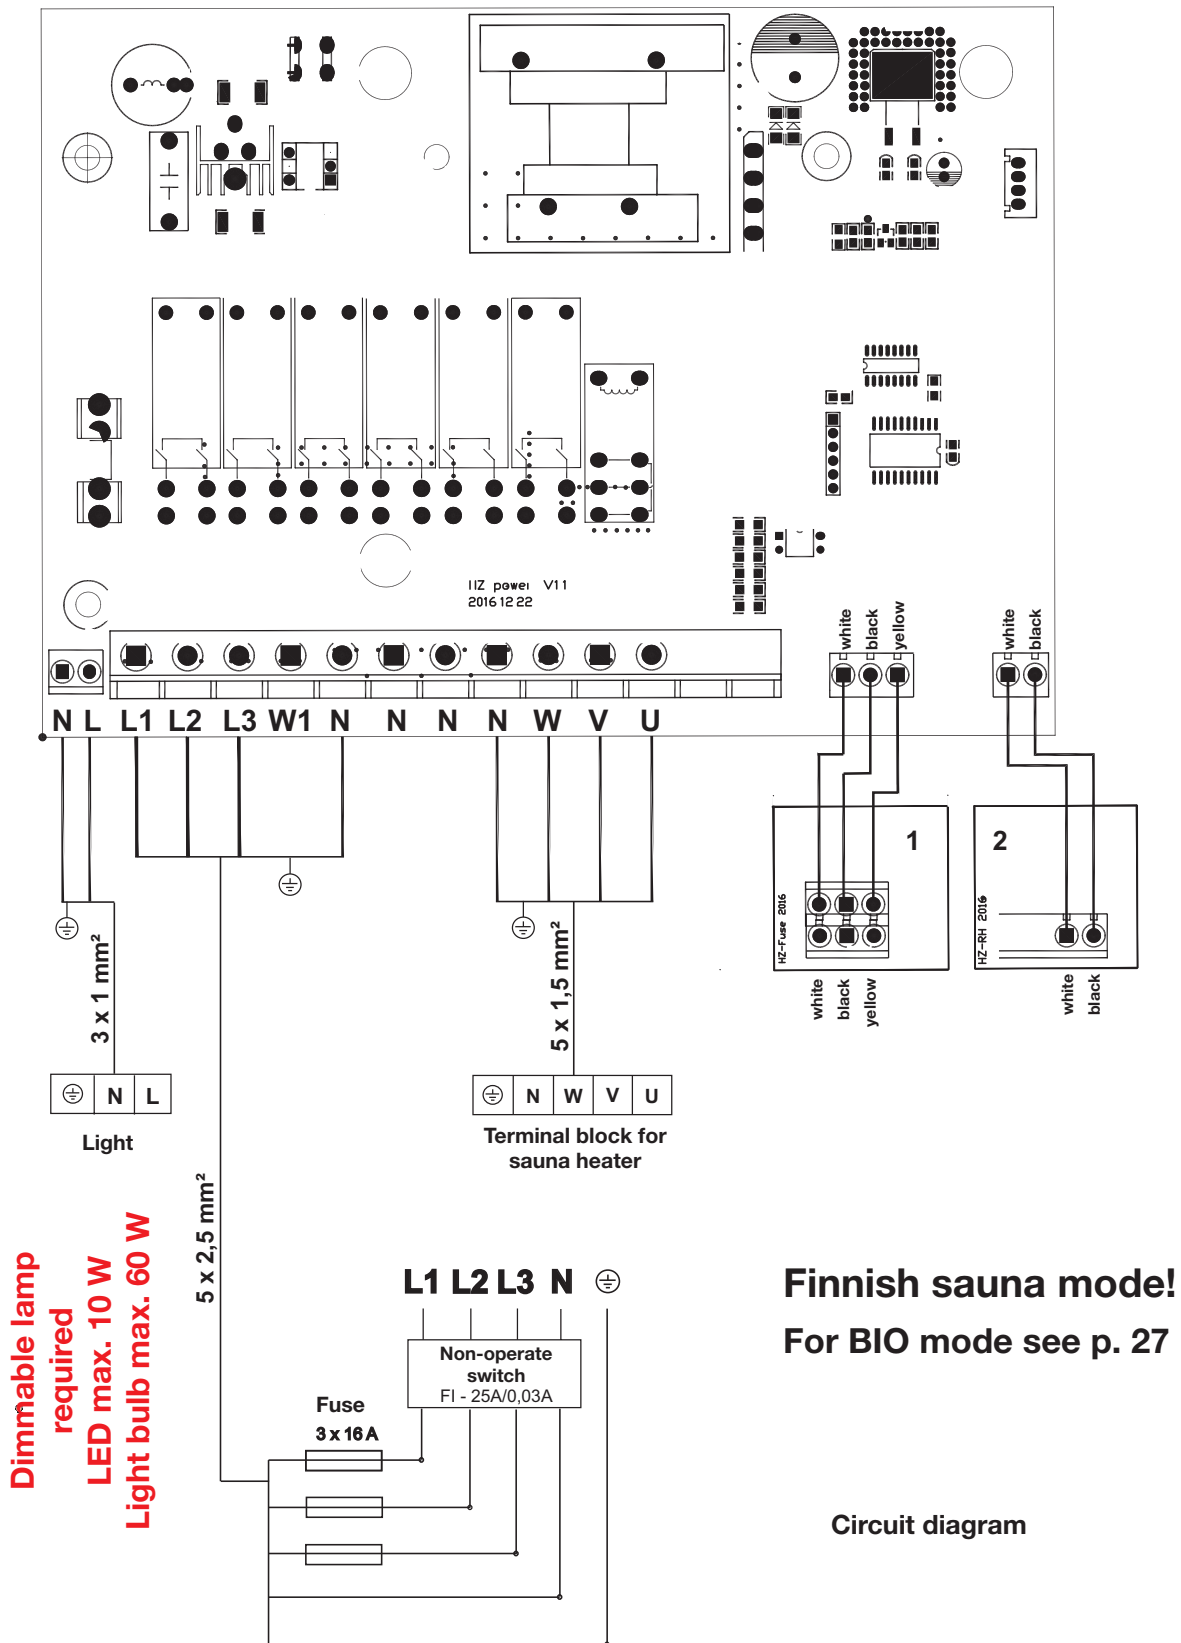 IIZ power V11
2016 12 22
white
black
yellow
white
black
N L L1 L2 L3 W1 N N N N W V U
1
2
HZ-Fuse 2016
HZ-RH 2016
white
black
yellow
white
black
3 x 1 mm²
5 x 1,5 mm²
N L
Light
N W V U
Terminal block for
sauna heater
5 x 2,5 mm²
Dimmable lamp
required
LED max. 10 W
Light bulb max. 60 W
L1 L2 L3 N
Non-operate
switch
FI - 25A/0,03A
Fuse
3 x 16 A
Finnish sauna mode!
For BIO mode see p. 27
Circuit diagram